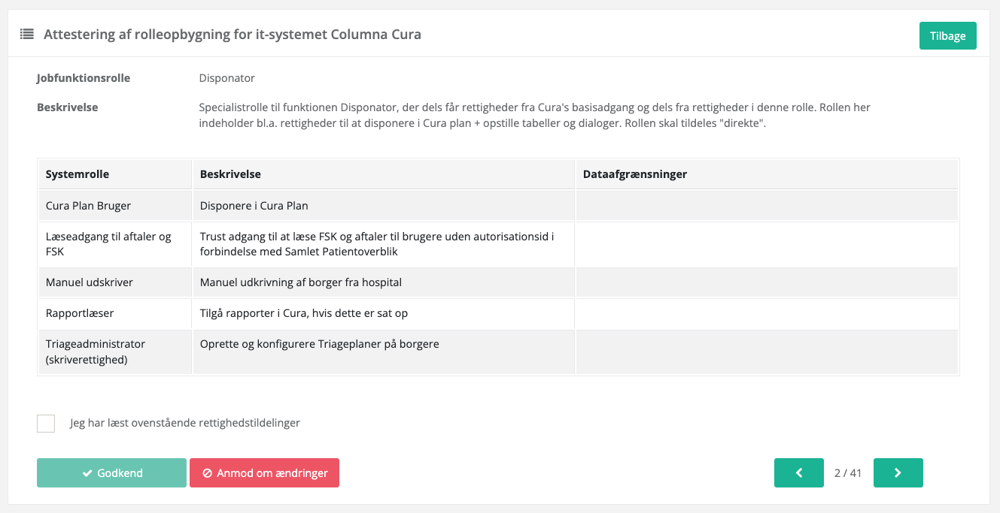 Attestering af rolleopbygning for it-systemet Columna Cura
Tilbage
Jobfunktionsrolle Disponator
Beskrivelse Specialistrolle til funktionen Disponator, der dels får rettigheder fra Cura's basisadgang og dels fra rettigheder i denne rolle. Rollen her
indeholder bl.a. rettigheder til at disponere i Cura plan + opstille tabeller og dialoger. Rollen skal tildeles "direkte".
Systemrolle Beskrivelse Dataafgrænsninger
Cura Plan Bruger Disponere i Cura Plan
Læseadgang til aftaler og Trust adgang til at læse FSK og aftaler til brugere uden autorisationsid i
FSK forbindelse med Samlet Patientoverblik
Manuel udskriver Manuel udkrivning af borger fra hospital
Rapportlæser Tilgå rapporter i Cura, hvis dette er sat op
Triageadministrator Oprette og konfigurere Triageplaner på borgere
(skriverettighed)
Jeg har læst ovenstående rettighedstildelinger
Godkend Anmod om ændringer 2 / 41